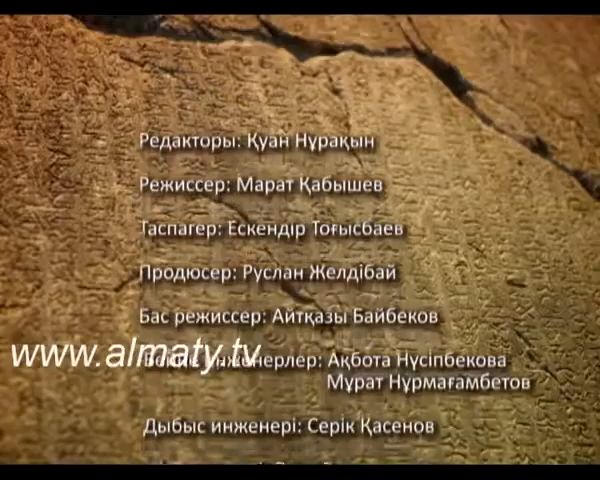 Редакторы: Қуан Нұрақын
Режиссер: Марат Қабышев
Таспагер: Ескендір Тоғысбаев
Продюсер: Руслан Желдібай
Бас режиссер: Айтқазы Байбеков
www.almaty.tv
инженерлер: Ақбота Нүсіпбекова
Мұрат Нұрмағамбетов
Дыбыс инженері: Серік Қасенов